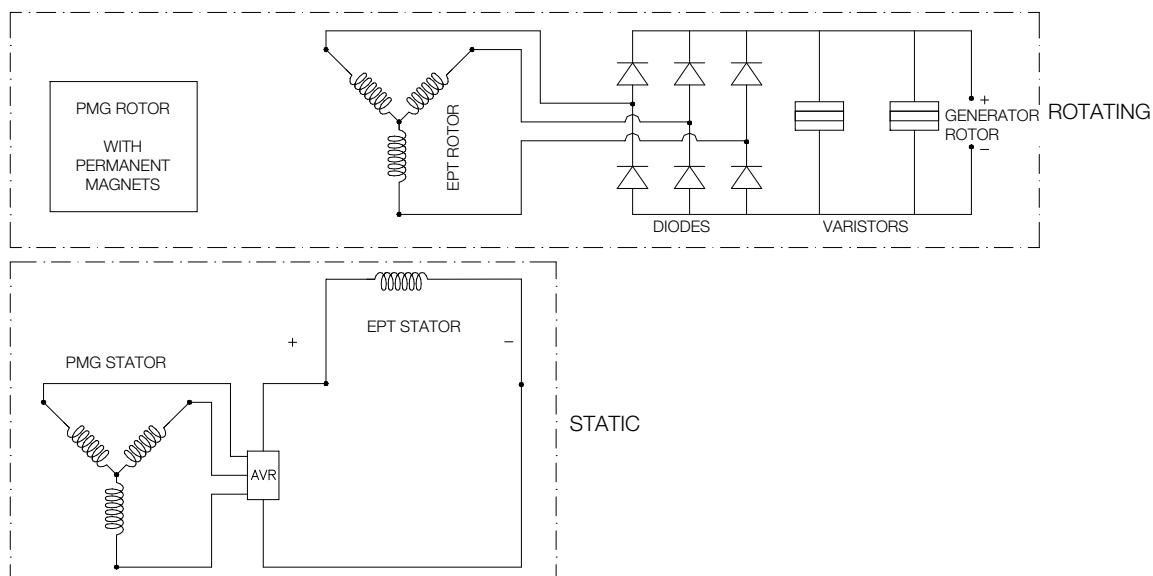 PMG ROTOR
WITH
PERMANENT
MAGNETS
EPT ROTOR
DIODES
VARISTORS
+
GENERATOR
ROTOR
−
ROTATING
EPT STATOR
+
−
PMG STATOR
AVR
STATIC